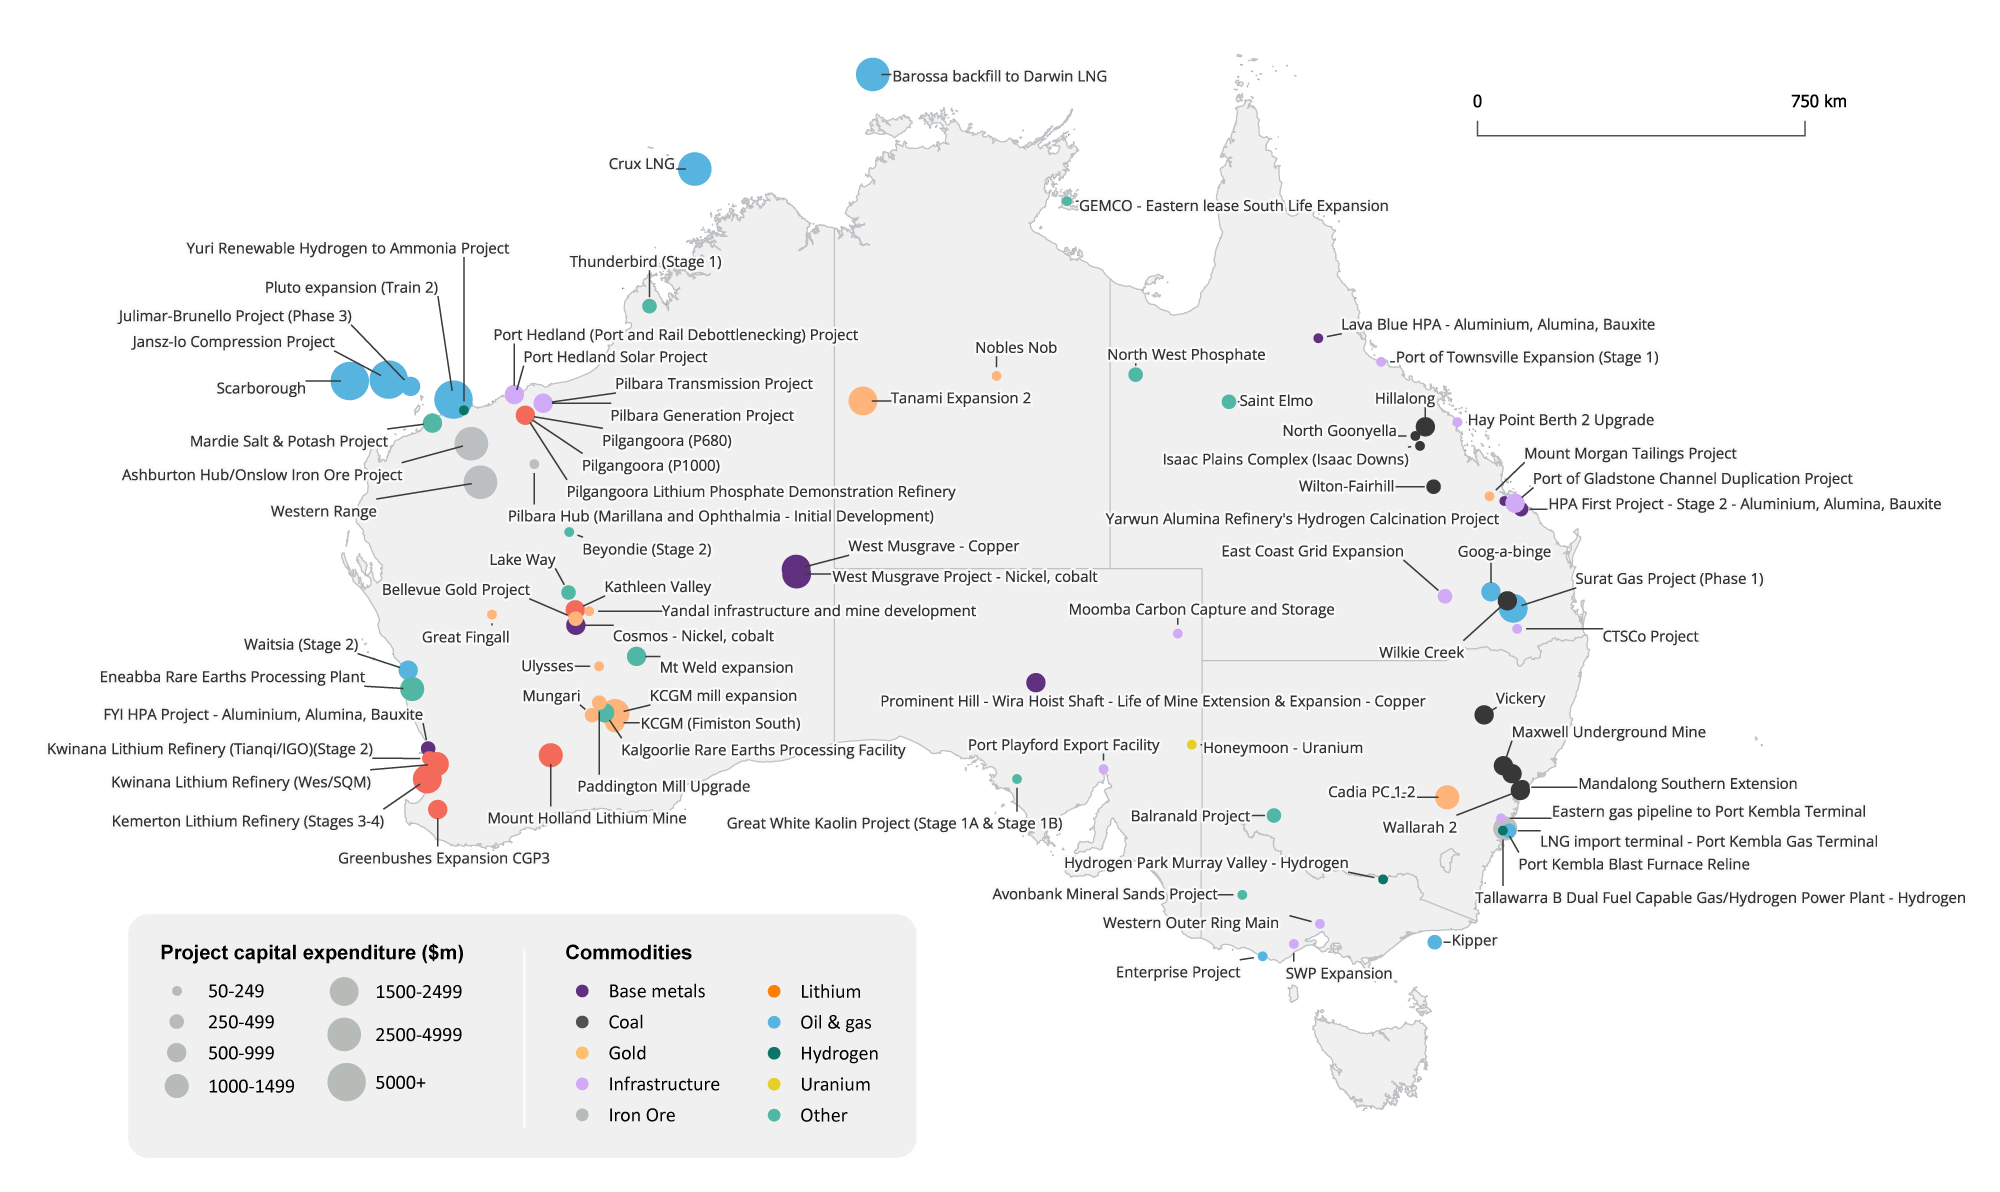 Barossa backfill to Darwin LNG
0
750 km
Crux LNG
GEMCO - Eastern lease South Life Expansion
Yuri Renewable Hydrogen to Ammonia Project
Thunderbird (Stage 1)
Pluto expansion (Train 2)
Julimar-Brunello Project (Phase 3)
Jansz-Io Compression Project
Scarborough
Port Hedland (Port and Rail Debottlenecking) Project
Port Hedland Solar Project
Pilbara Transmission Project
Pilbara Generation Project
Pilgangoora (P680)
Pilgangoora (P1000)
Pilgangoora Lithium Phosphate Demonstration Refinery
Pilbara Hub (Marillana and Ophthalmia - Initial Development)
Mardie Salt & Potash Project
Ashburton Hub/Onslow Iron Ore Project
Western Range
Nobles Nob
Tanami Expansion 2
North West Phosphate
Saint Elmo
Lava Blue HPA - Aluminium, Alumina, Bauxite
Port of Townsville Expansion (Stage 1)
Hillalong
Hay Point Berth 2 Upgrade
North Goonyella
Isaac Plains Complex (Isaac Downs)
Wilton-Fairhill
Mount Morgan Tailings Project
Port of Gladstone Channel Duplication Project
HPA First Project - Stage 2 - Aluminium, Alumina, Bauxite
Yarwun Alumina Refinery's Hydrogen Calcination Project
East Coast Grid Expansion
Goog-a-binge
Surat Gas Project (Phase 1)
CTSCo Project
Wilkie Creek
Beyondie (Stage 2)
Lake Way
Kathleen Valley
Bellevue Gold Project
Yandal infrastructure and mine development
Great Fingall
Cosmos - Nickel, cobalt
Mt Weld expansion
Ulysses
Mungari
KCGM mill expansion
KCGM (Fimiston South)
Kalgoorlie Rare Earths Processing Facility
Paddington Mill Upgrade
Mount Holland Lithium Mine
West Musgrave - Copper
West Musgrave Project - Nickel, cobalt
Moomba Carbon Capture and Storage
Prominent Hill - Wira Hoist Shaft - Life of Mine Extension & Expansion - Copper
Port Playford Export Facility
Honeymoon - Uranium
Great White Kaolin Project (Stage 1A & Stage 1B)
Waitsia (Stage 2)
Eneabba Rare Earths Processing Plant
FYI HPA Project - Aluminium, Alumina, Bauxite
Kwinana Lithium Refinery (Tianqi/IGO)(Stage 2)
Kwinana Lithium Refinery (Wes/SQM)
Kemerton Lithium Refinery (Stages 3-4)
Greenbushes Expansion CGP3
Vickery
Maxwell Underground Mine
Mandalong Southern Extension
Cadia PC 1-2
Wallarah 2
Eastern gas pipeline to Port Kembla Terminal
LNG import terminal - Port Kembla Gas Terminal
Port Kembla Blast Furnace Reline
Tallawarra B Dual Fuel Capable Gas/Hydrogen Power Plant - Hydrogen
Balranald Project
Hydrogen Park Murray Valley - Hydrogen
Avonbank Mineral Sands Project
Western Outer Ring Main
Kipper
Enterprise Project
SWP Expansion
Project capital expenditure ($m)
50-249
250-499
500-999
1000-1499
1500-2499
2500-4999
5000+
Commodities
Base metals
Coal
Gold
Infrastructure
Iron Ore
Lithium
Oil & gas
Hydrogen
Uranium
Other